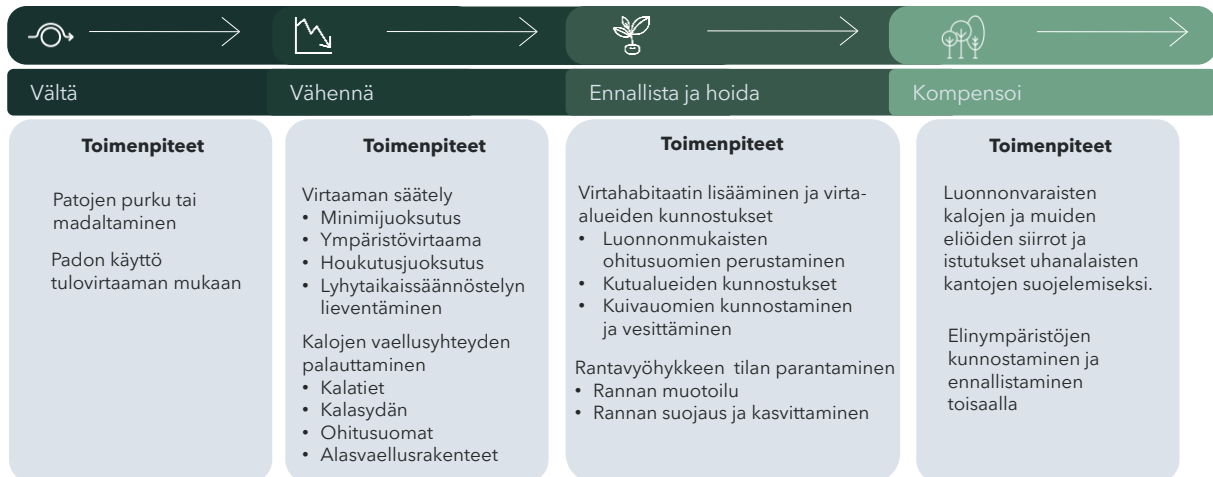 Vältä
Vähennä
Ennallista ja hoida
Kompensoi
Toimenpiteet
Patojen purku tai
madaltaminen
Padon käyttö
tulovirtaaman mukaan
Toimenpiteet
Virtaaman säätely
• Minimijuoksutus
• Ympäristövirtaama
• Houkutusjuoksutus
• Lyhytaikaissäännöstelyn
lieventäminen
Kalojen vaellusyhteyden
palauttaminen
• Kalatiet
• Kalasydän
• Ohitusuomat
• Alasvaellusrakenteet
Toimenpiteet
Virtahabitaatin lisääminen ja virta-
alueiden kunnostukset
• Luonnonmukaisten
ohitusuomien perustaminen
• Kutualueiden kunnostukset
• Kuivauomien kunnostaminen
ja vesittäminen
Rantavyöhykkeen tilan parantaminen
• Rannan muotoilu
• Rannan suojaus ja kasvittaminen
Toimenpiteet
Luonnonvaraisten
kalojen ja muiden
eliöiden siirrot ja
istutukset uhanalaisten
kantojen suojelemiseksi.
Elinympäristöjen
kunnostaminen ja
ennallistaminen
toisaalla